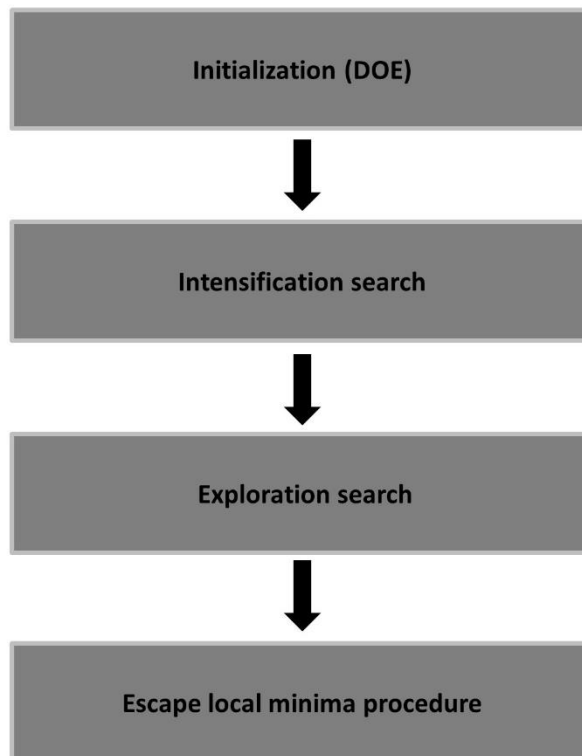 Initialization (DOE)
Intensification search
Exploration search
Escape local minima procedure